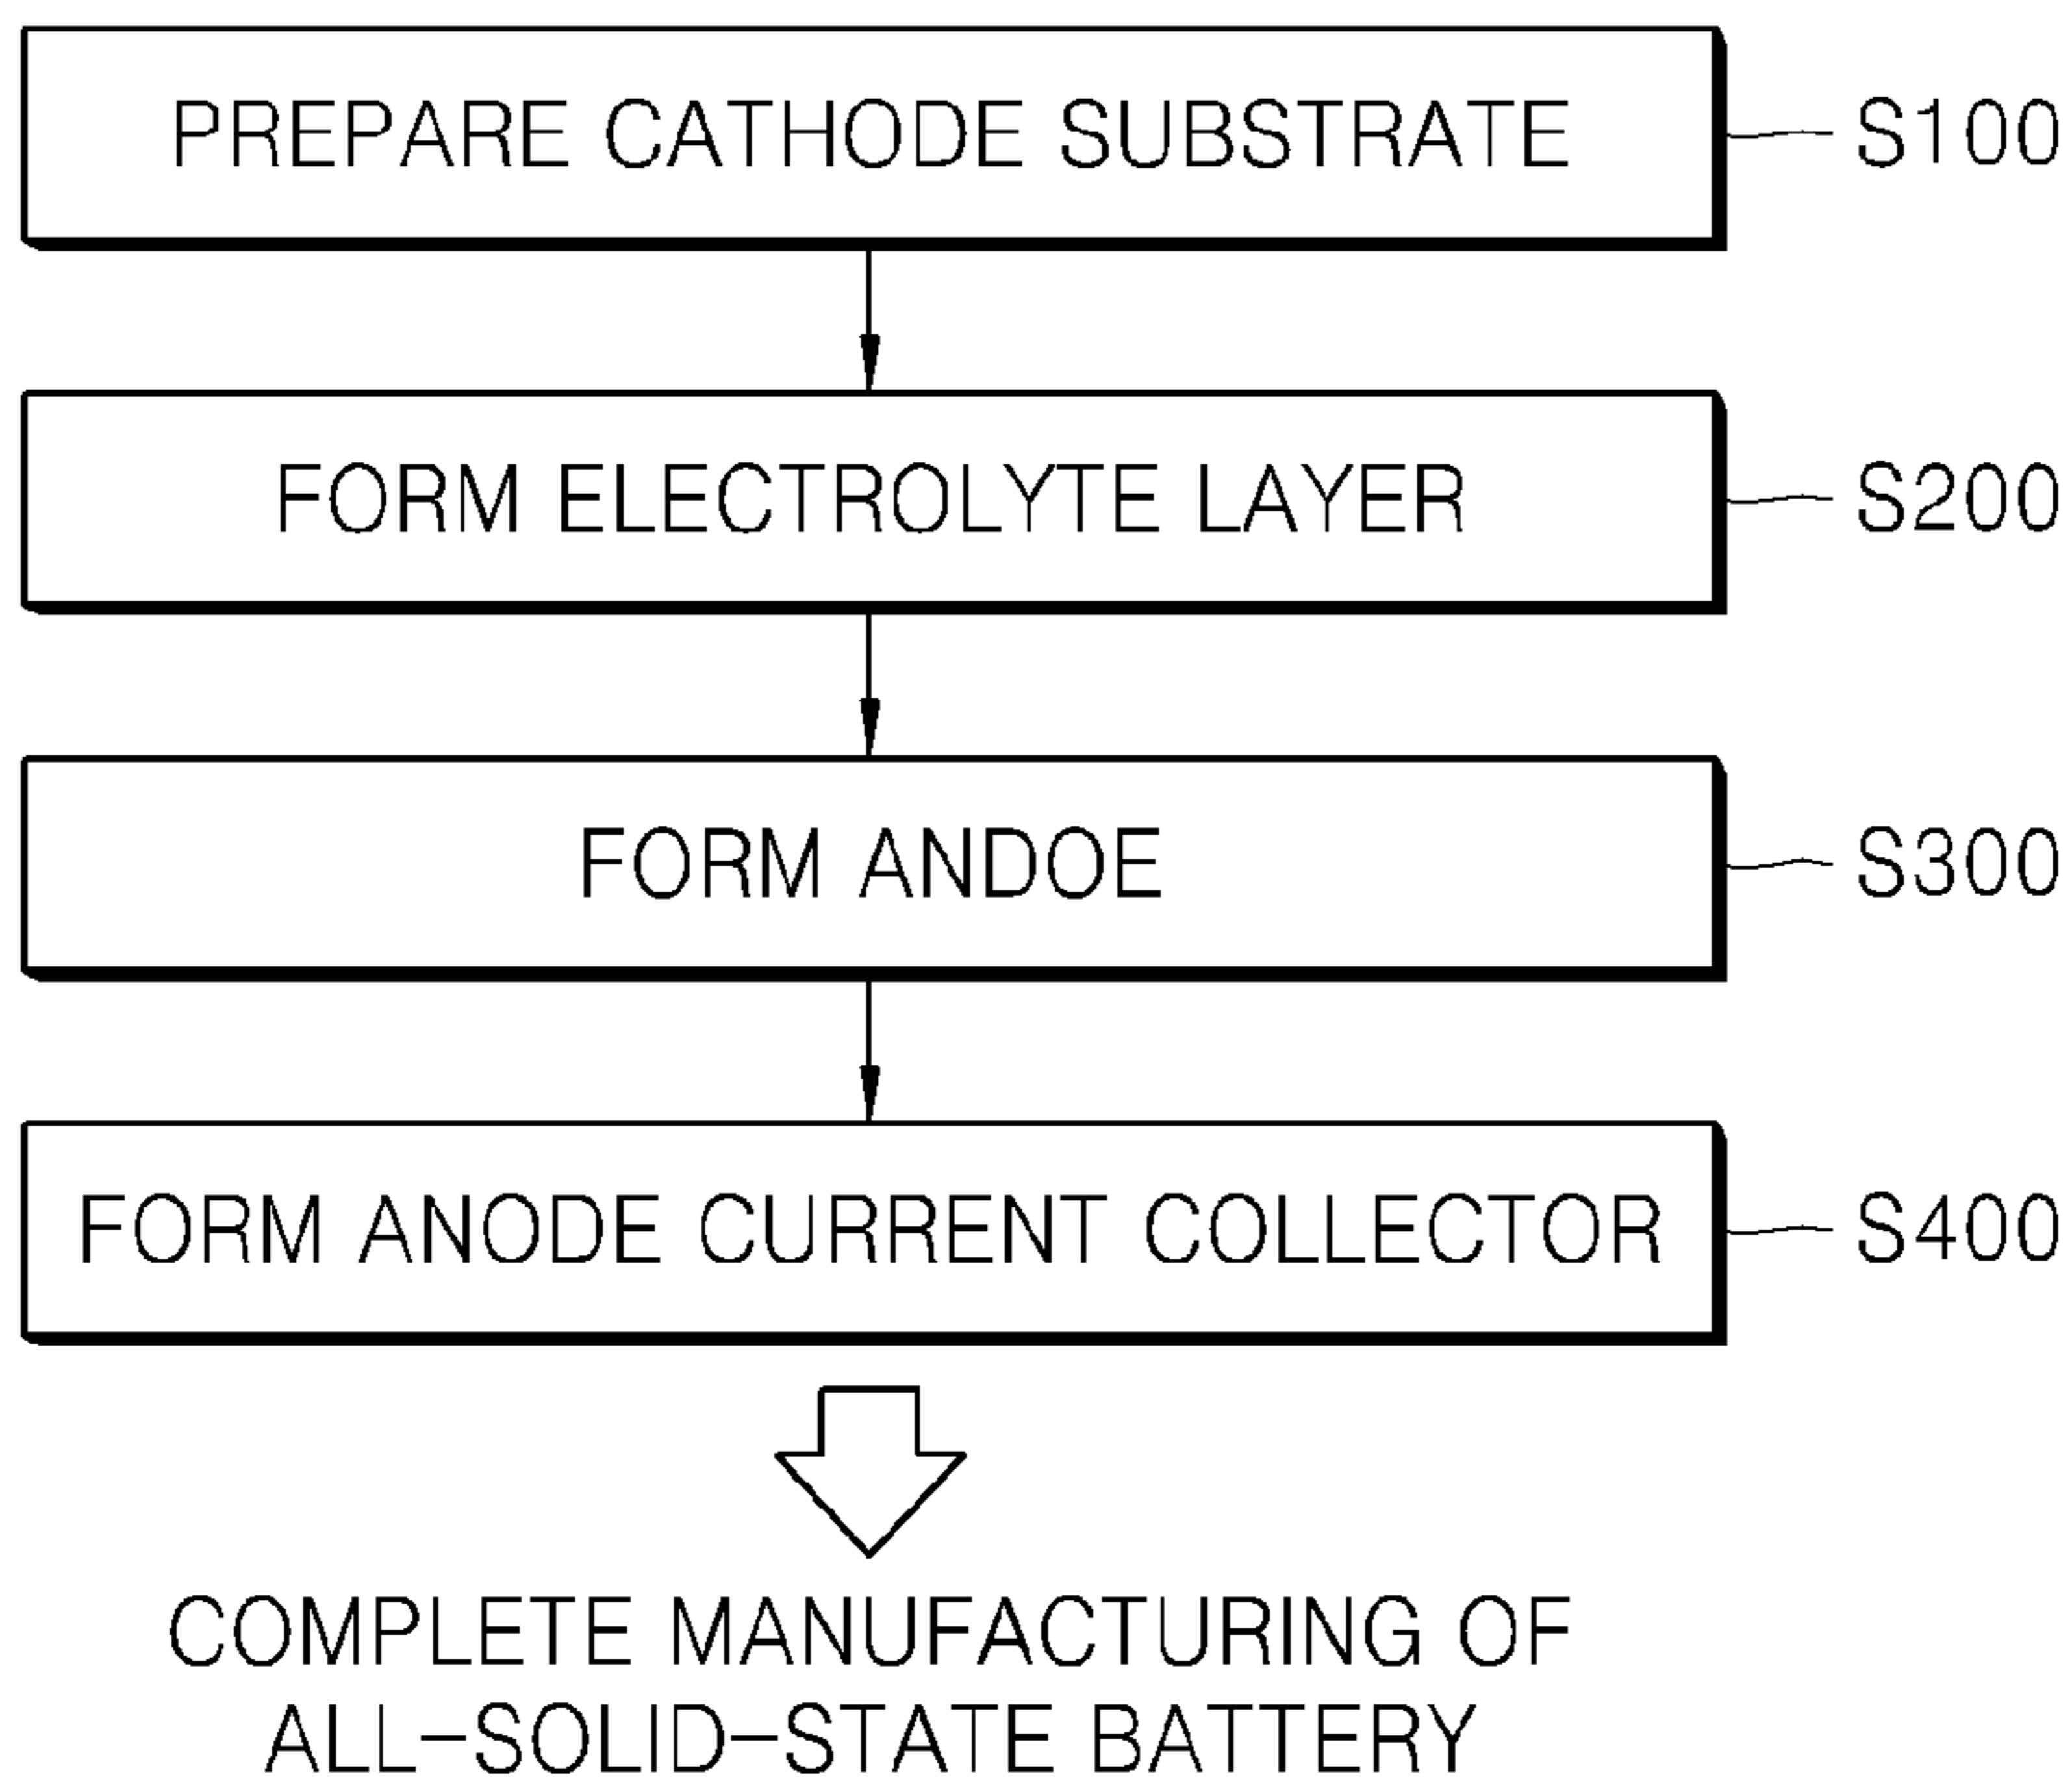 PREPARE CATHODE SUBSTRATE S100
FORM ELECTROLYTE LAYER S200
FORM ANDOE S300
FORM ANODE CURRENT COLLECTOR S400
COMPLETE MANUFACTURING OF
ALL-SOLID-STATE BATTERY